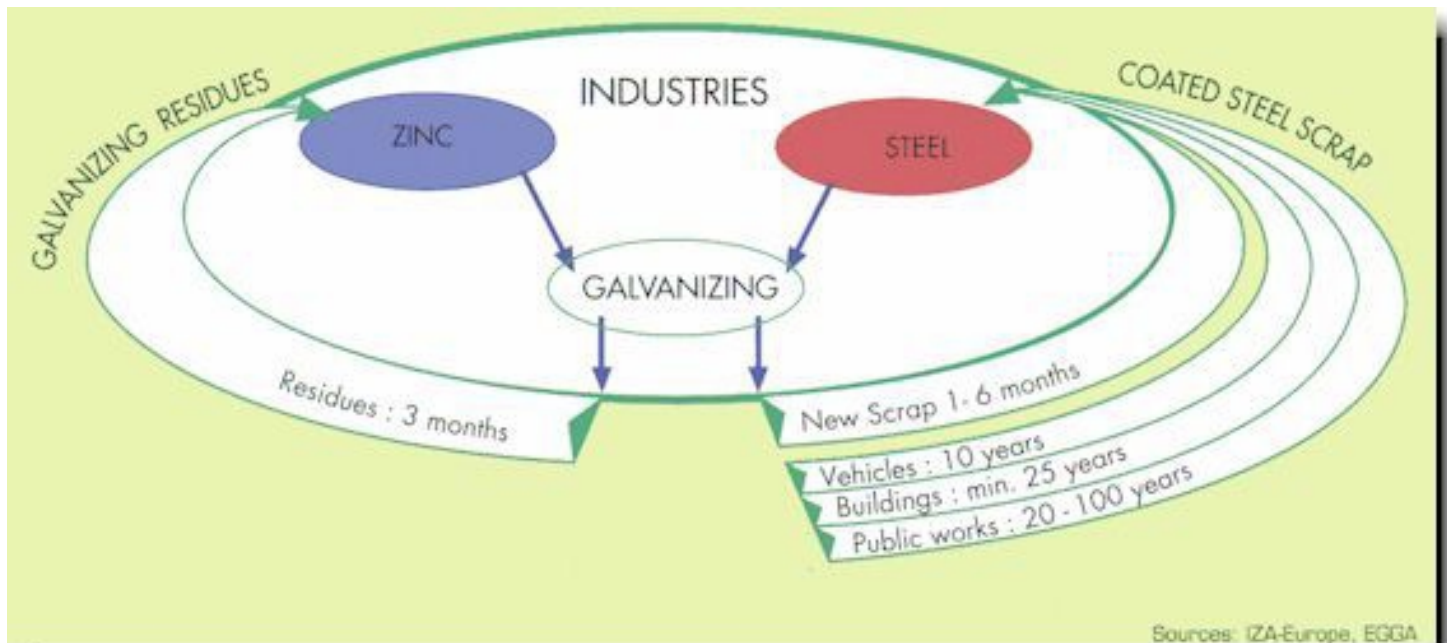 INDUSTRIES
GALVANIZING RESIDUES
COATED STEEL SCRAP
ZINC
STEEL
GALVANIZING
Residues : 3 months
New Scrap 1- 6 months
Vehicles : 10 years
Buildings : min. 25 years
Public works : 20 - 100 years
Sources: IZA-Europe, EGGA